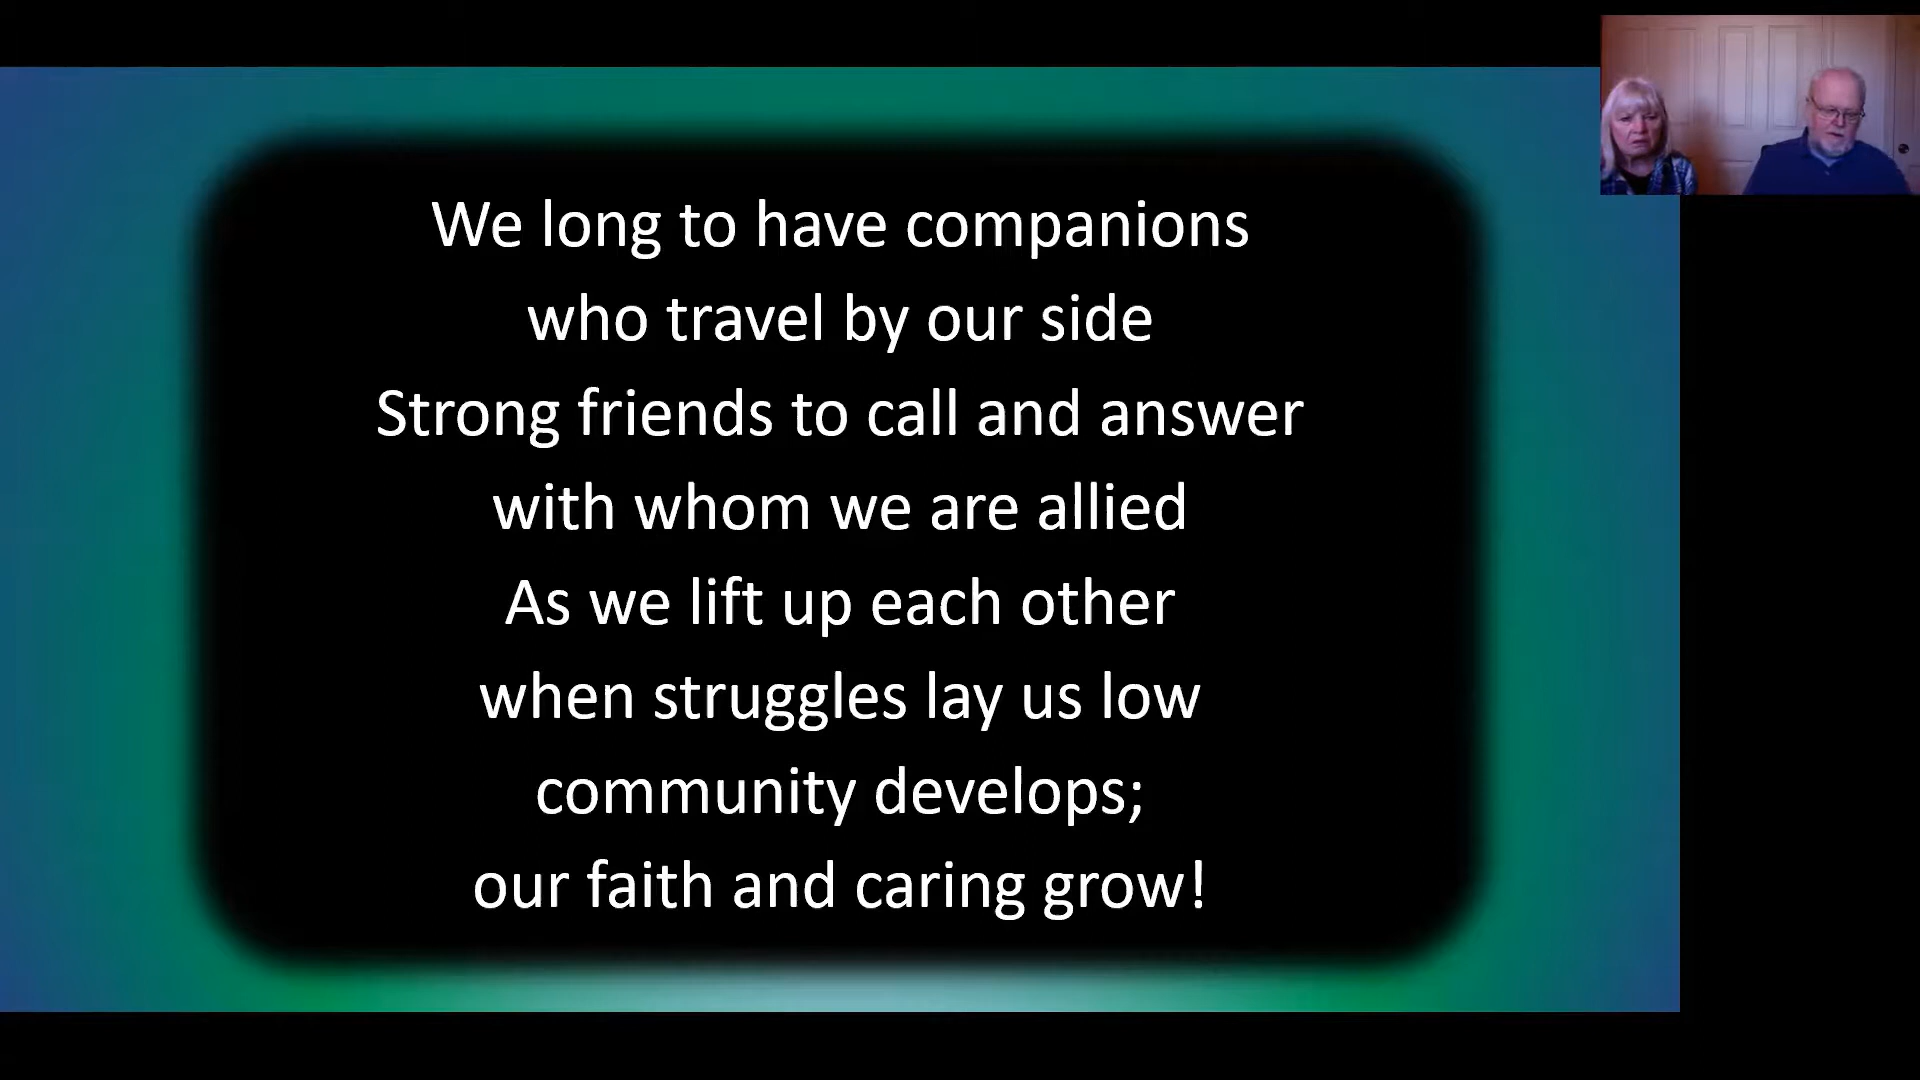 We long to have companions
who travel by our side
Strong friends to call and answer
with whom we are allied
As we lift up each other
when struggles lay us low
community develops;
our faith and caring grow!